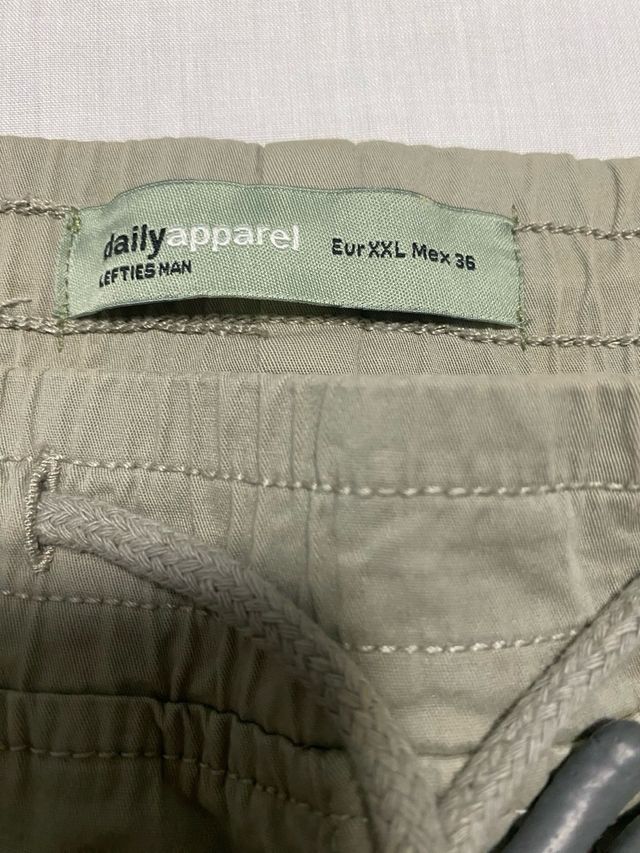 dailyapparel
LEFTIES MAN
Eur XXL Mex 36